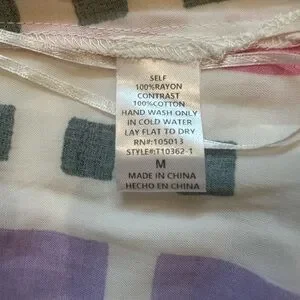 SELF
100%RAYON
CONTRAST
100%COTTON
HAND WASH ONLY
IN COLD WATER
LAY FLAT TO DRY
RN#:105013
STYLE#:T10362-1
M
MADE IN CHINA
HECHO EN CHINA